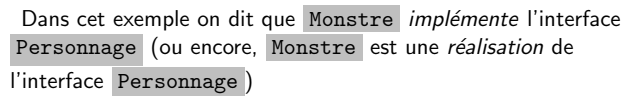 Dans cet exemple on dit que Monstre implémente l'interface
Personnage (ou encore, Monstre est une réalisation de
l'interface Personnage)